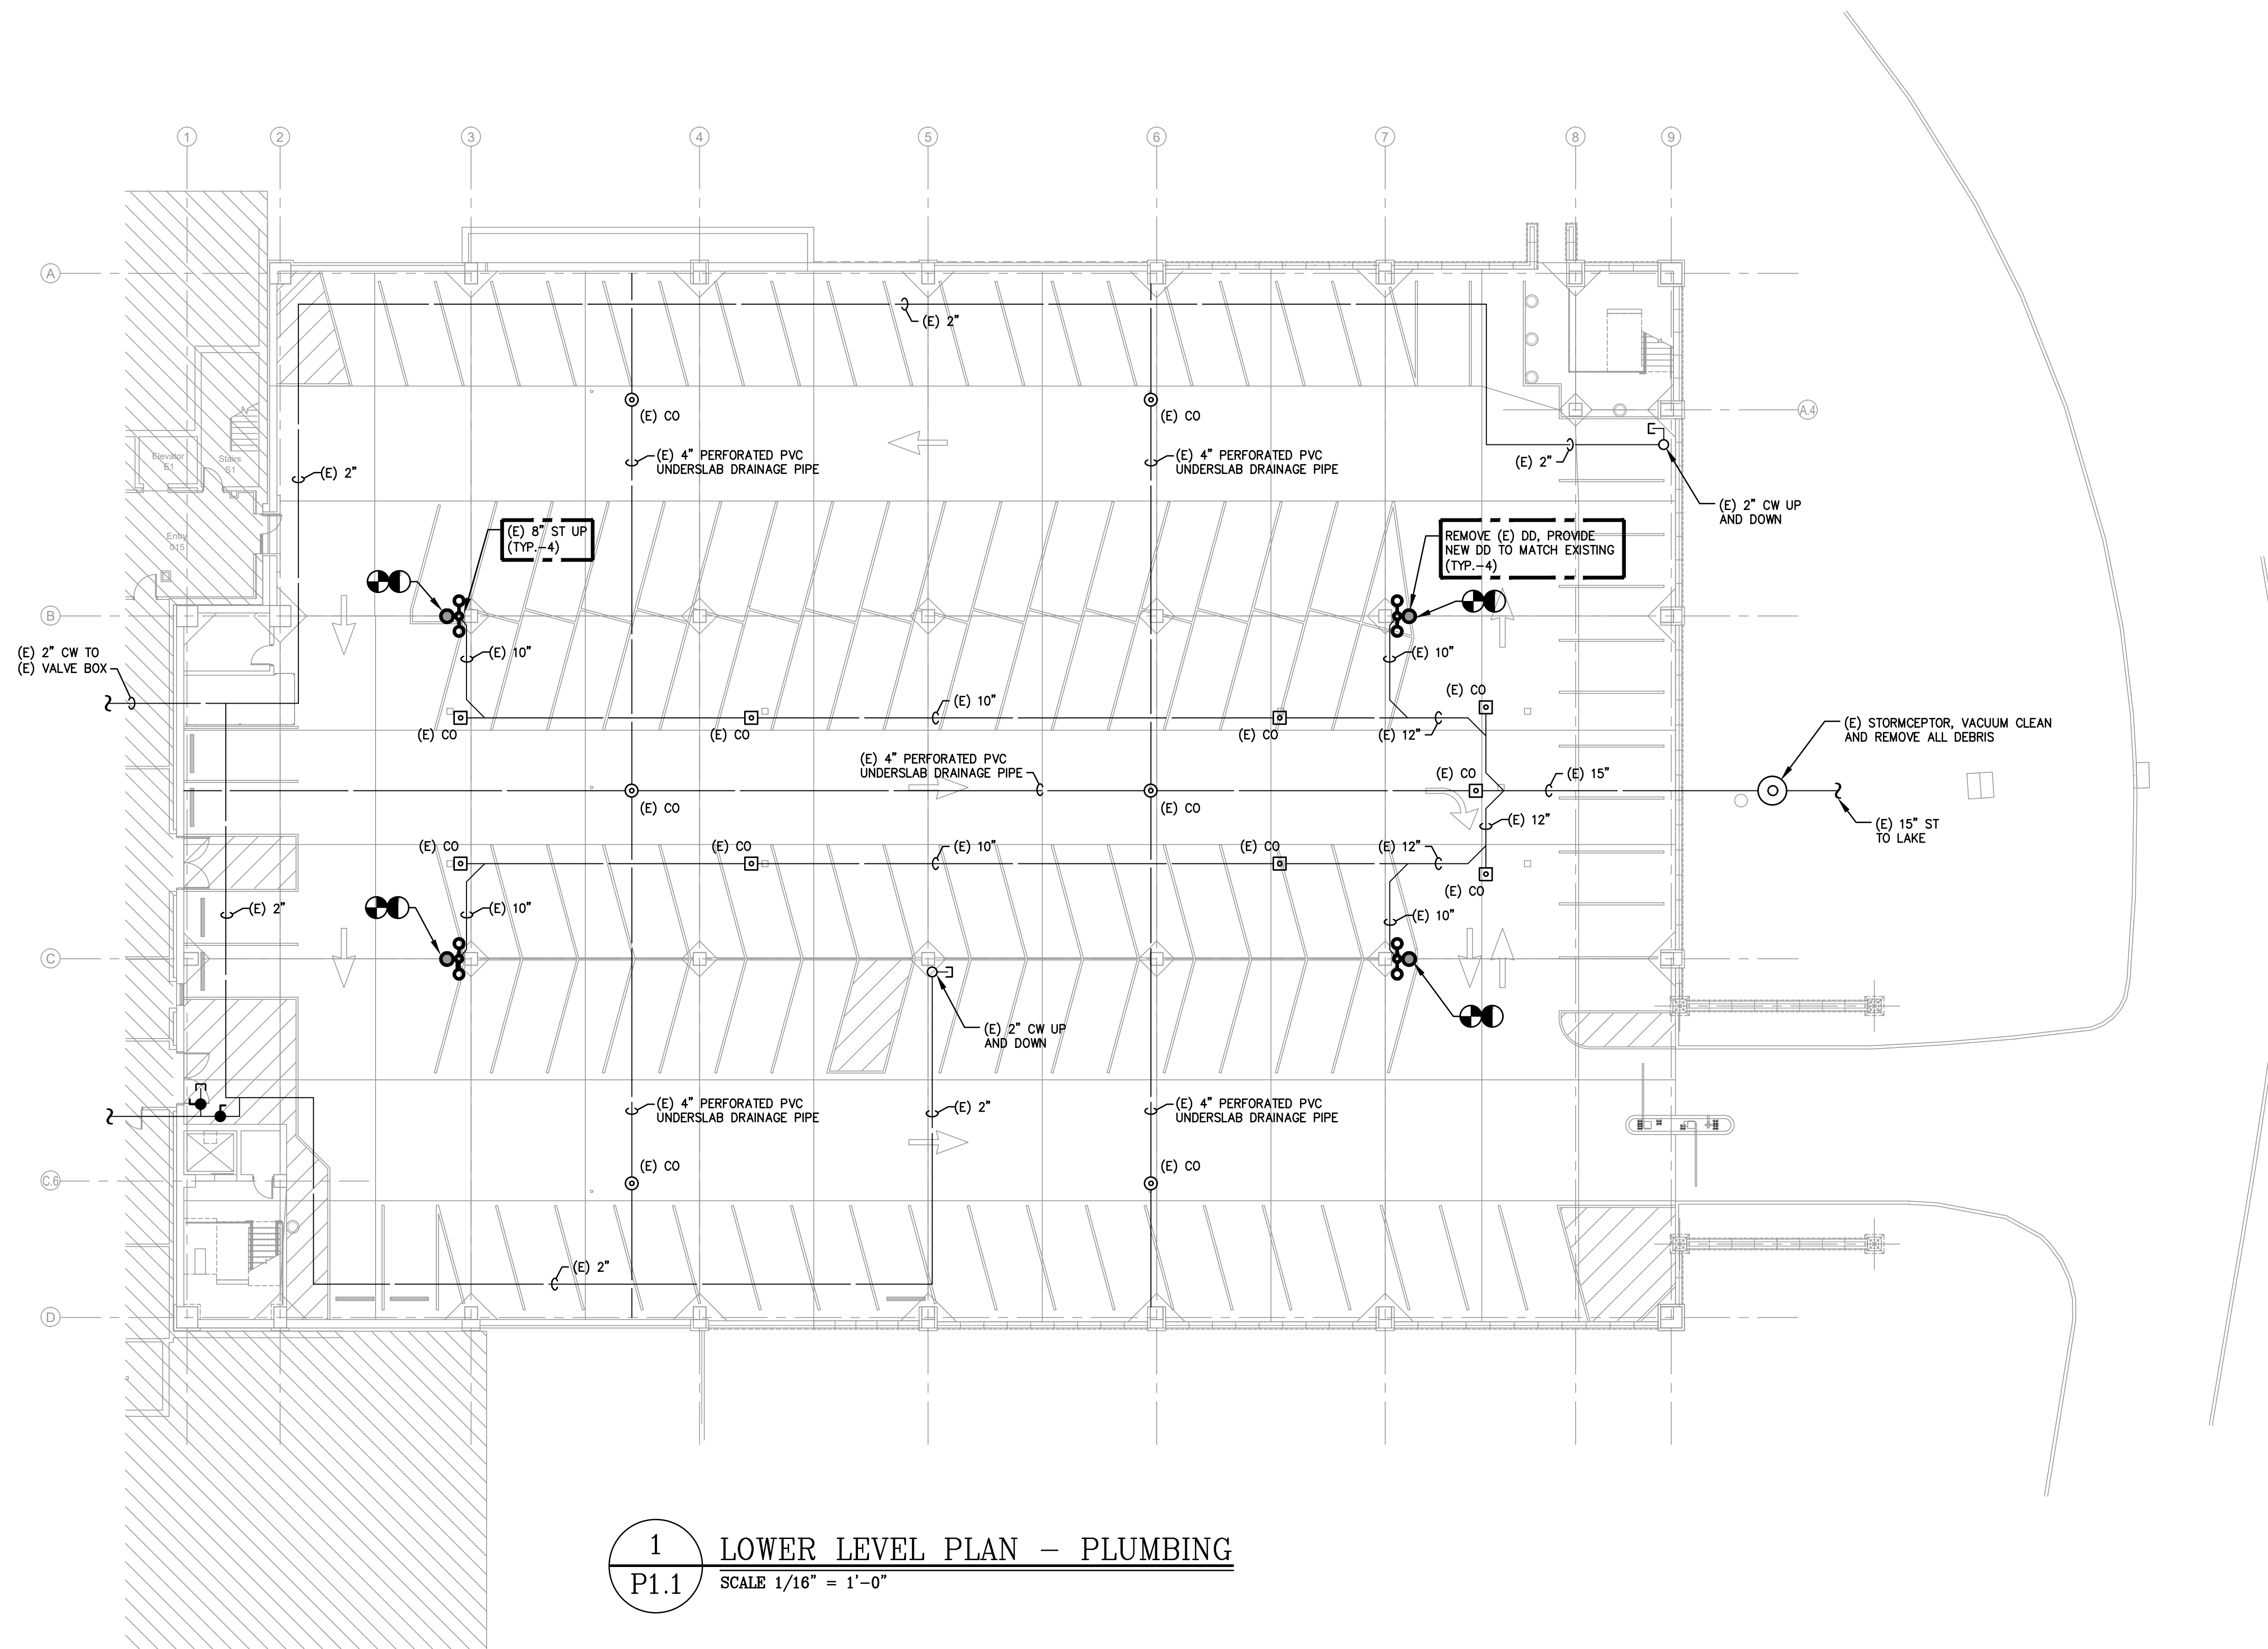 1
2
3
4
5
6
7
8
9
A
(E) 2"
(E) CO
(E) CO
A.4
Elevator
E1
Stairs
S1
(E) 2"
(E) 4" PERFORATED PVC
UNDERSLAB DRAINAGE PIPE
(E) 4" PERFORATED PVC
UNDERSLAB DRAINAGE PIPE
(E) 2"
(E) 2" CW UP
AND DOWN
Entry
015
(E) 8" ST UP
(TYP.-4)
REMOVE (E) DD, PROVIDE
NEW DD TO MATCH EXISTING
(TYP.-4)
B
(E) 2" CW TO
(E) VALVE BOX
(E) 10"
(E) 10"
(E) CO
(E) 10"
(E) CO
(E) CO
(E) CO
(E) 12"
(E) STORMCEPTOR, VACUUM CLEAN
AND REMOVE ALL DEBRIS
(E) 4" PERFORATED PVC
UNDERSLAB DRAINAGE PIPE
(E) CO
(E) 15"
(E) CO
(E) CO
(E) 12"
(E) 15" ST
TO LAKE
(E) CO
(E) CO
(E) 10"
(E) CO
(E) 12"
(E) CO
(E) 2"
(E) 10"
(E) 10"
C
(E) 2" CW UP
AND DOWN
(E) 4" PERFORATED PVC
UNDERSLAB DRAINAGE PIPE
(E) 2"
(E) 4" PERFORATED PVC
UNDERSLAB DRAINAGE PIPE
(E) CO
(E) CO
C.6
(E) 2"
D
1
P1.1
LOWER LEVEL PLAN - PLUMBING
SCALE 1/16" = 1'-0"